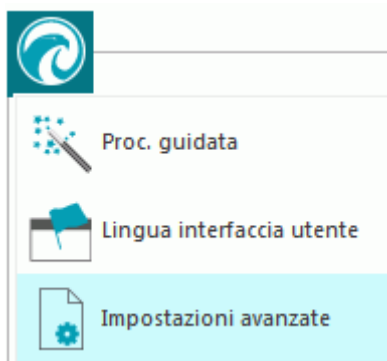 Proc. guidata
Lingua interfaccia utente
Impostazioni avanzate